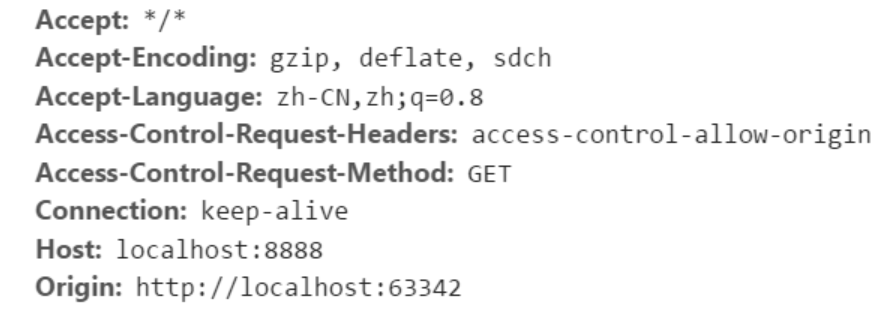 Accept: */*
Accept-Encoding: gzip, deflate, sdch
Accept-Language: zh-CN,zh;q=0.8
Access-Control-Request-Headers: access-control-allow-origin
Access-Control-Request-Method: GET
Connection: keep-alive
Host: localhost:8888
Origin: http://localhost:63342